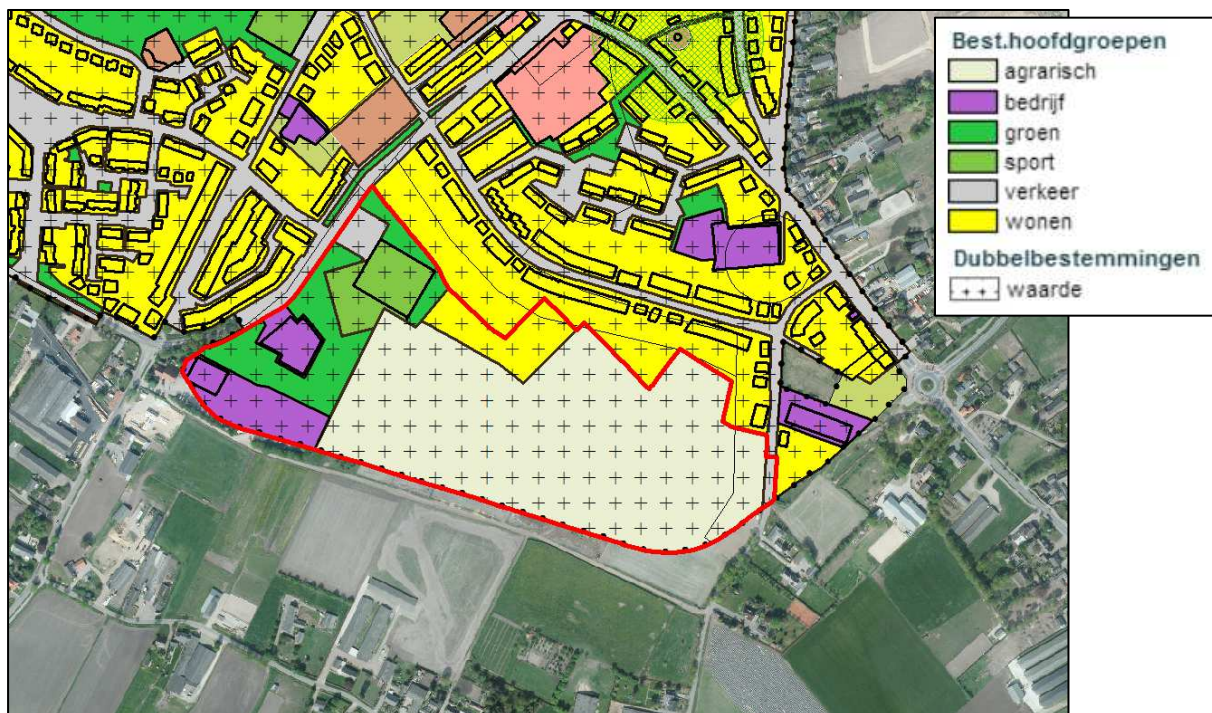 Best.hoofdgroepen
agrarisch
bedrijf
groen
sport
verkeer
wonen
Dubbelbestemmingen
waarde